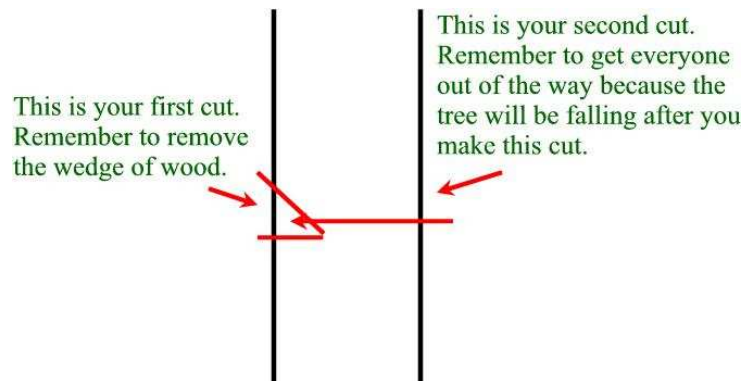 This is your first cut.
Remember to remove
the wedge of wood.
This is your second cut.
Remember to get everyone
out of the way because the
tree will be falling after you
make this cut.